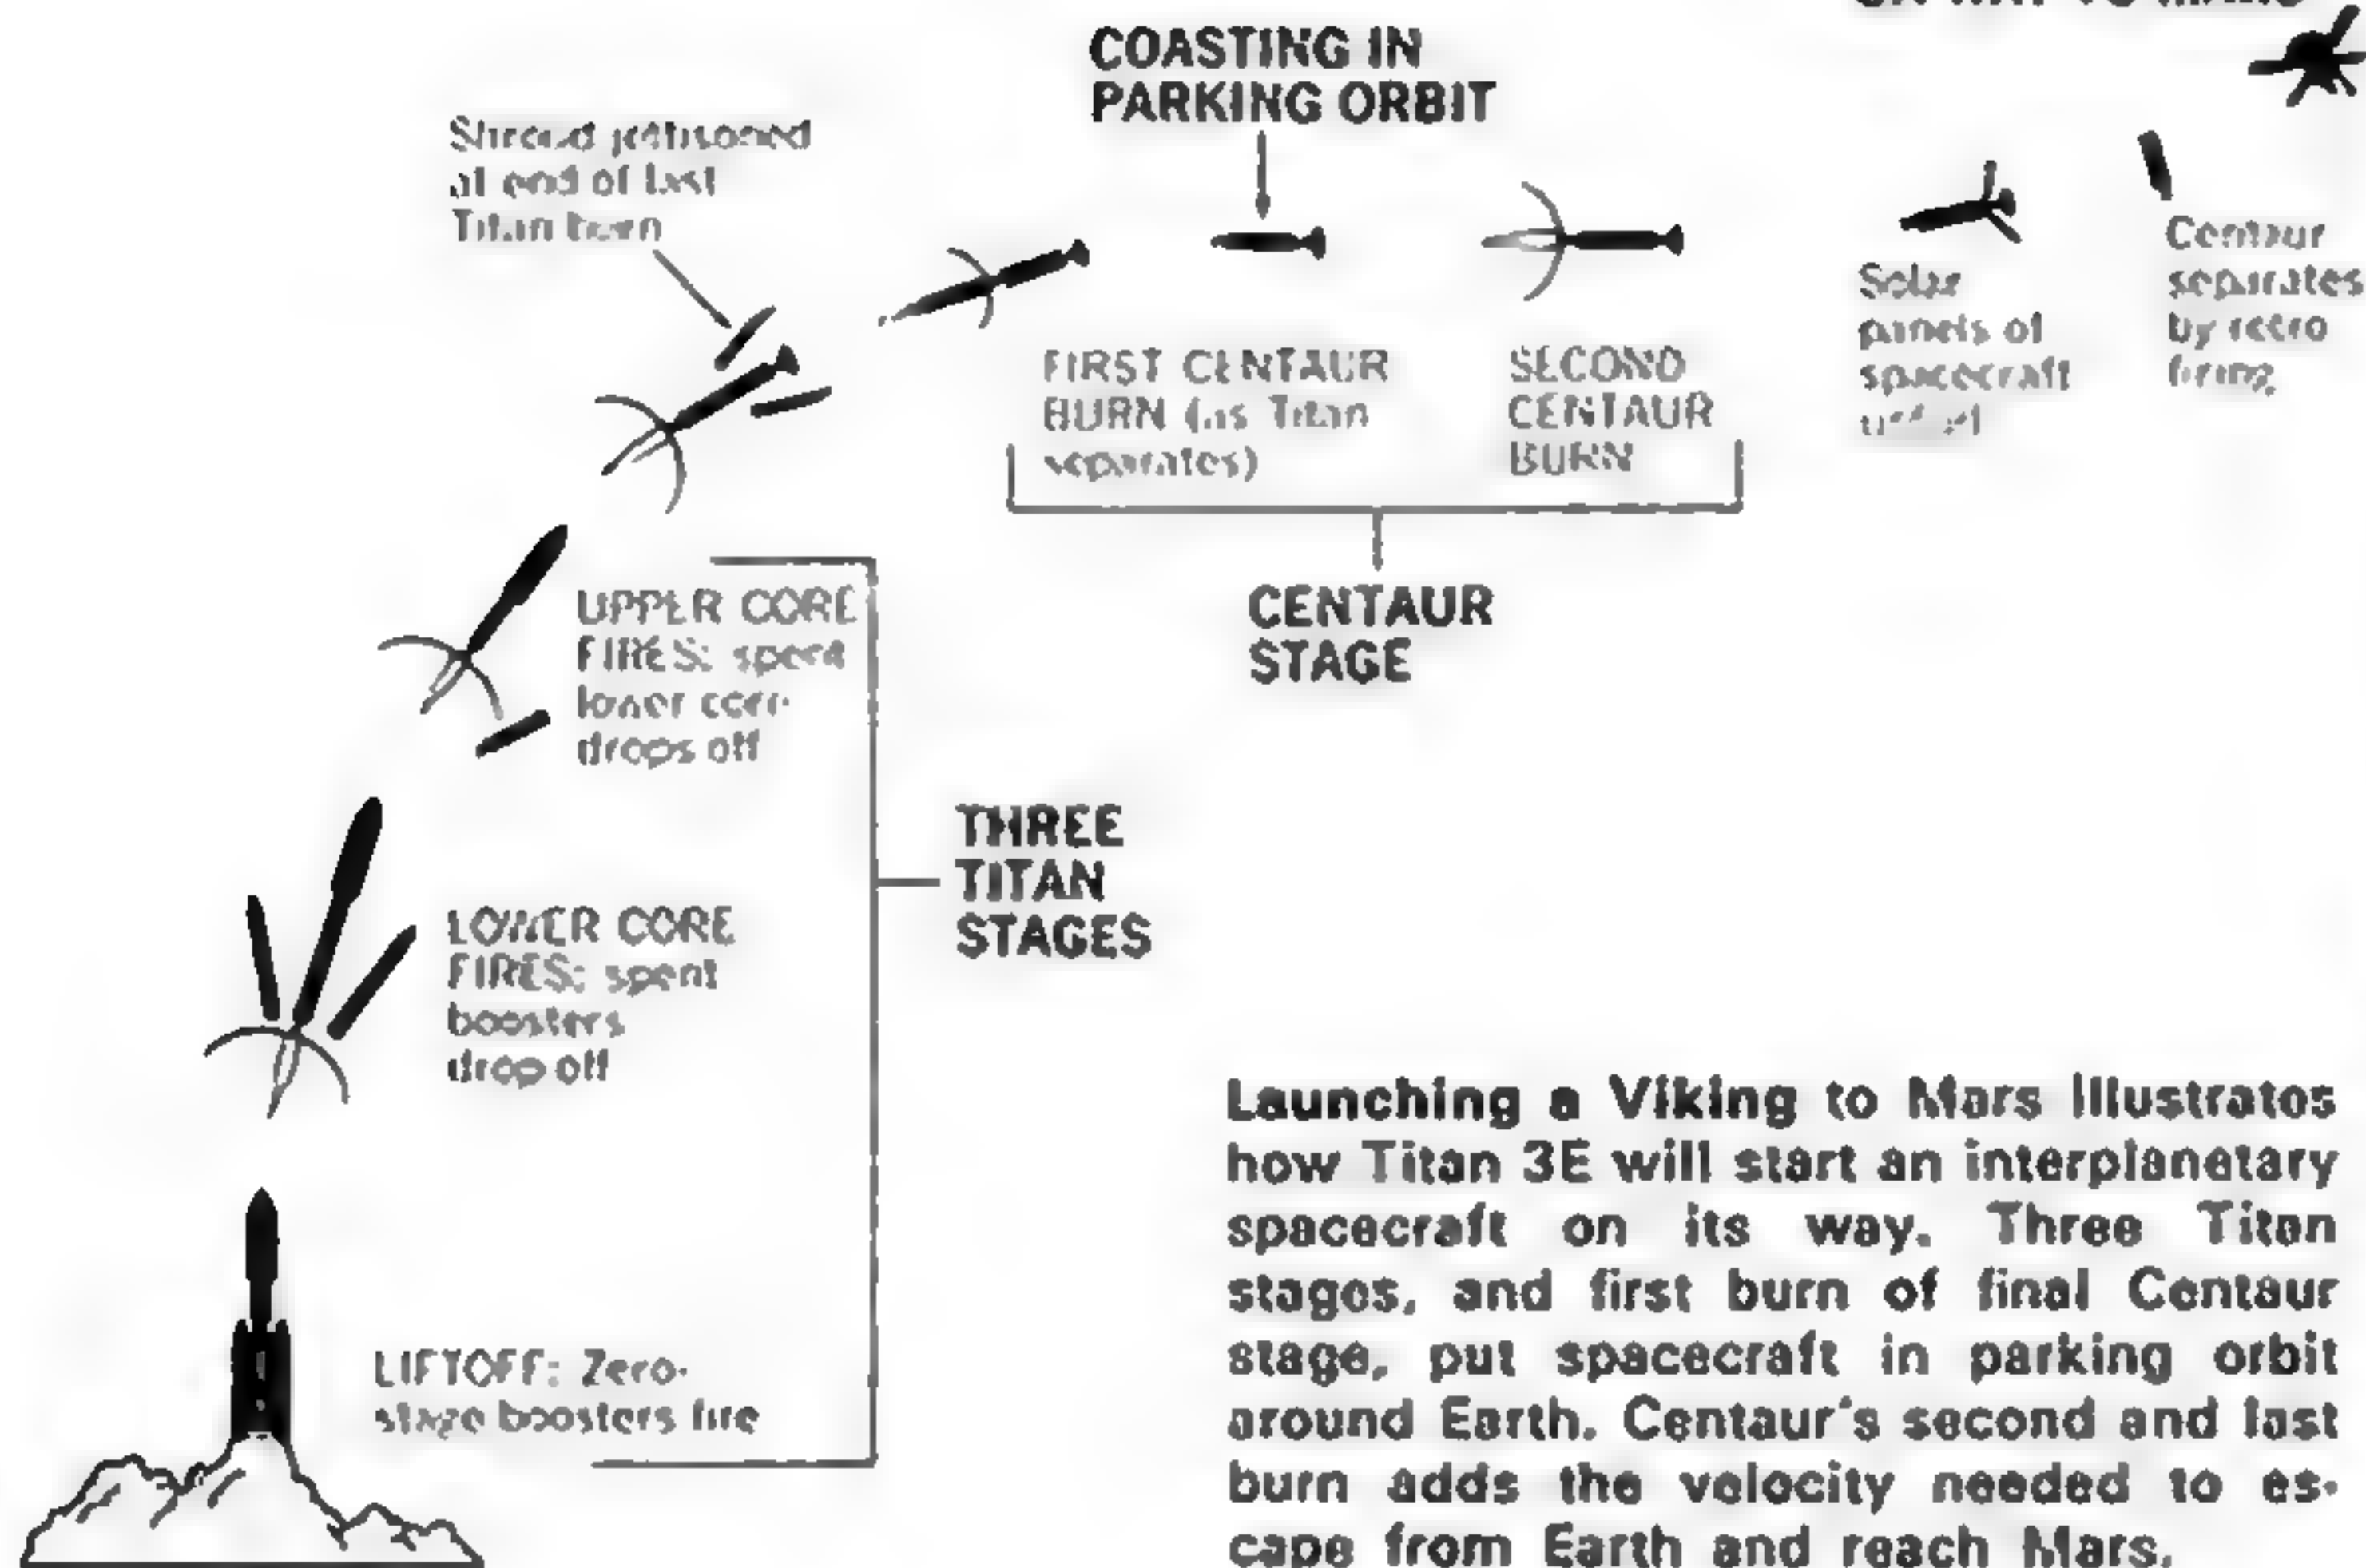 COASTING IN
PARKING ORBIT
Shroud jettisoned
at end of last
Titan burn
FIRST CENTAUR
BURN (as Titan
separates)
SECOND
CENTAUR
BURN
Solar
panels of
spacecraft
Centaur
separates
by retro
firing
CENTAUR
STAGE
UPPER CORE
FIRES: spent
lower core
drops off
THREE
TITAN
STAGES
LOWER CORE
FIRES: spent
boosters
drop off
LIFTOFF: Zero-
stage boosters fire
Launching a Viking to Mars illustrates
how Titan 3E will start an interplanetary
spacecraft on its way. Three Titan
stages, and first burn of final Centaur
stage, put spacecraft in parking orbit
around Earth. Centaur's second and last
burn adds the velocity needed to es-
cape from Earth and reach Mars.